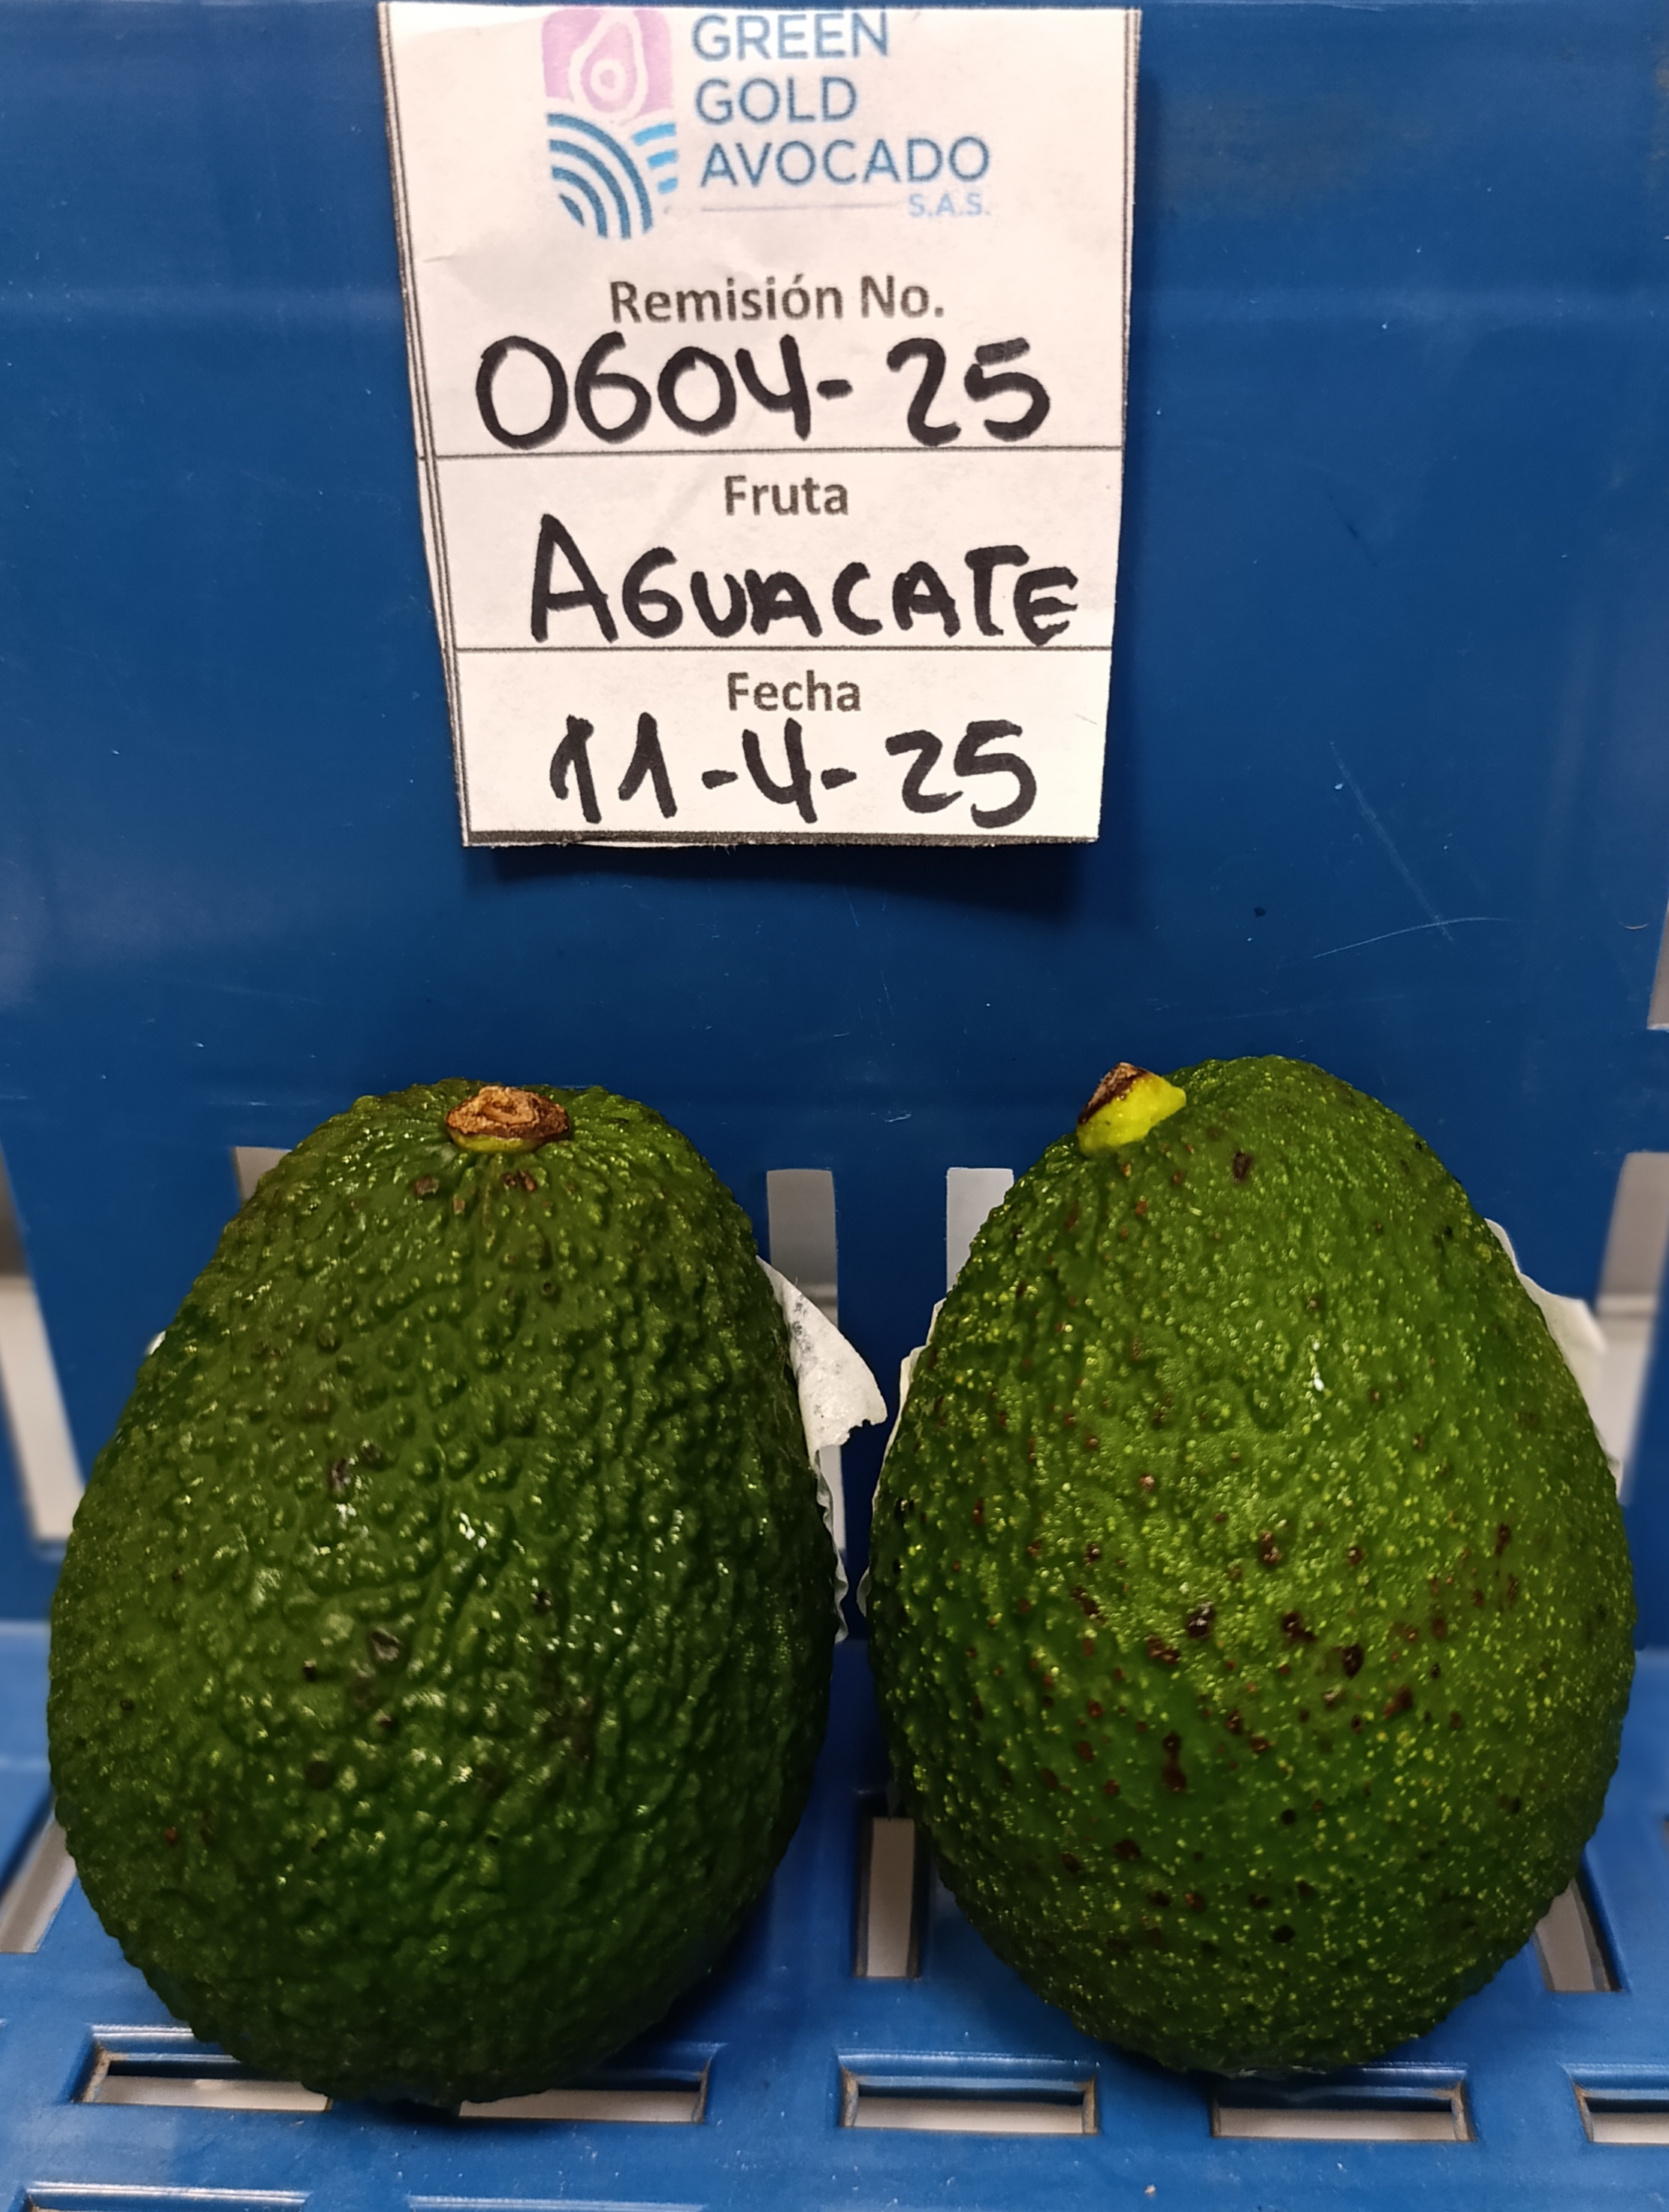 GREEN
GOLD
AVOCADO
S.A.S.
Remisión No.
0604-25
Fruta
AGUACATE
Fecha
11-4-25